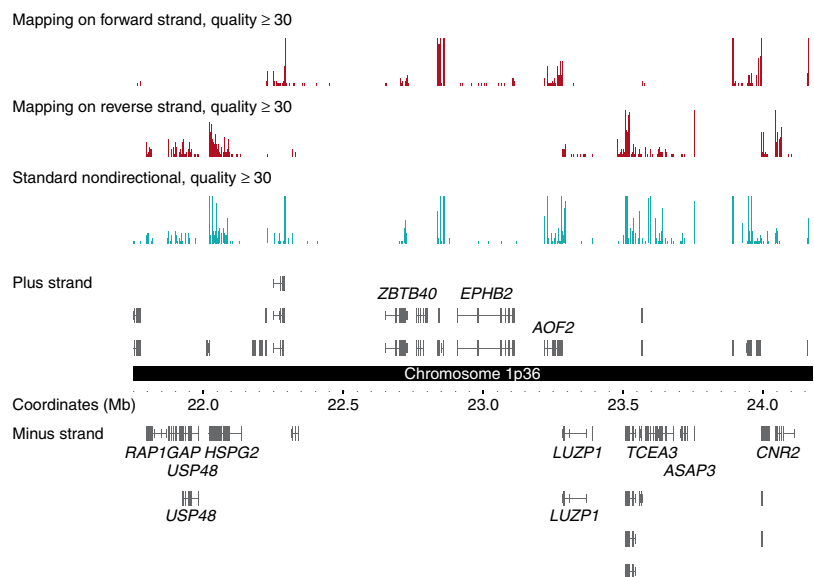 Mapping on forward strand, quality ≥ 30
Mapping on reverse strand, quality ≥ 30
Standard nondirectional, quality ≥ 30
Plus strand
ZBTB40 EPHB2
AOF2
Chromosome 1p36
Coordinates (Mb) 22.0 22.5 23.0 23.5 24.0
Minus strand
RAP1GAP HSPG2 LUZP1 TCEA3 CNR2
USP48 ASAP3
USP48 LUZP1